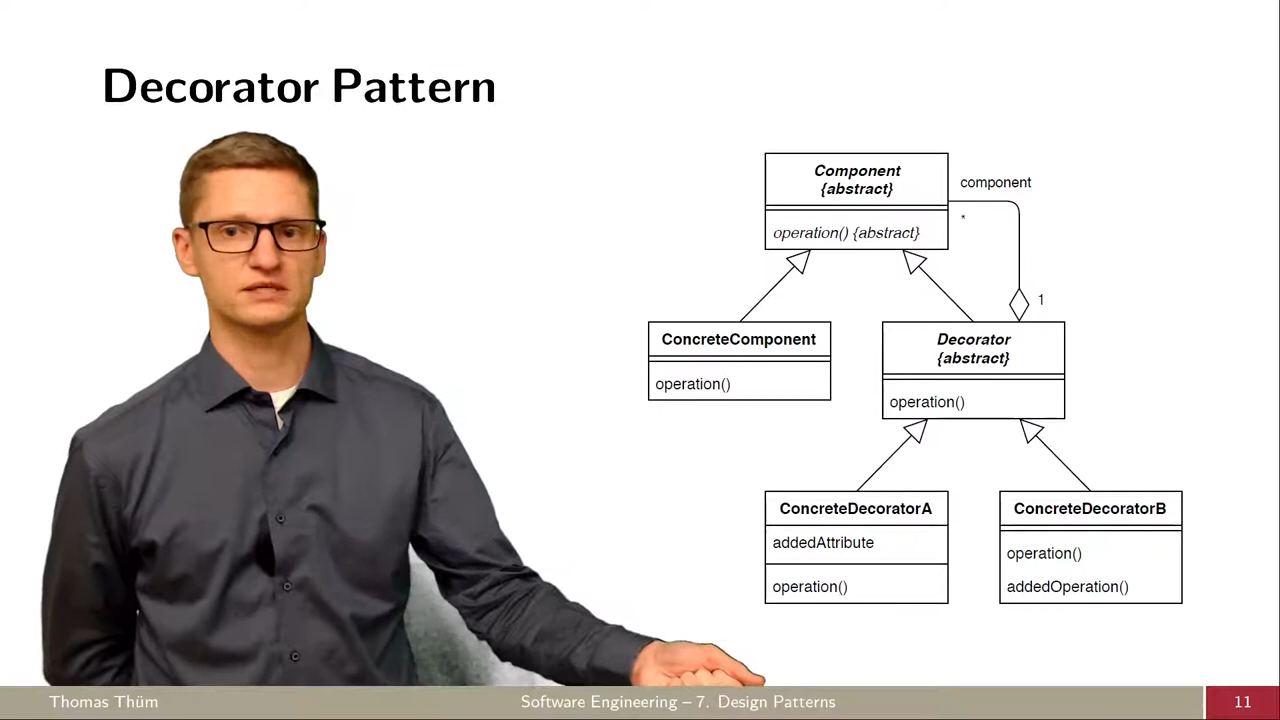 Decorator Pattern
Component
{abstract}
operation() {abstract}
component
*
1
ConcreteComponent
operation()
Decorator
{abstract}
operation()
ConcreteDecoratorA
addedAttribute
operation()
ConcreteDecoratorB
operation()
addedOperation()
Thomas Thüm
Software Engineering – 7. Design Patterns
11